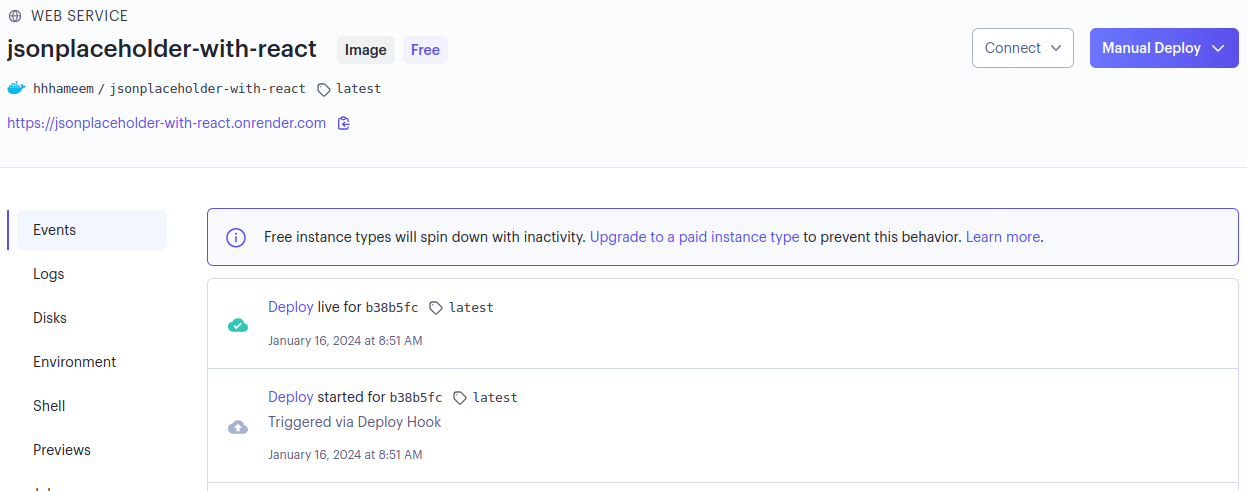 WEB SERVICE
jsonplaceholder-with-react Image Free
Connect Manual Deploy
hhhameem / jsonplaceholder-with-react latest
https://jsonplaceholder-with-react.onrender.com
Events
Logs
Disks
Environment
Shell
Previews
Free instance types will spin down with inactivity. Upgrade to a paid instance type to prevent this behavior. Learn more.
Deploy live for b38b5fc latest
January 16, 2024 at 8:51 AM
Deploy started for b38b5fc latest
Triggered via Deploy Hook
January 16, 2024 at 8:51 AM